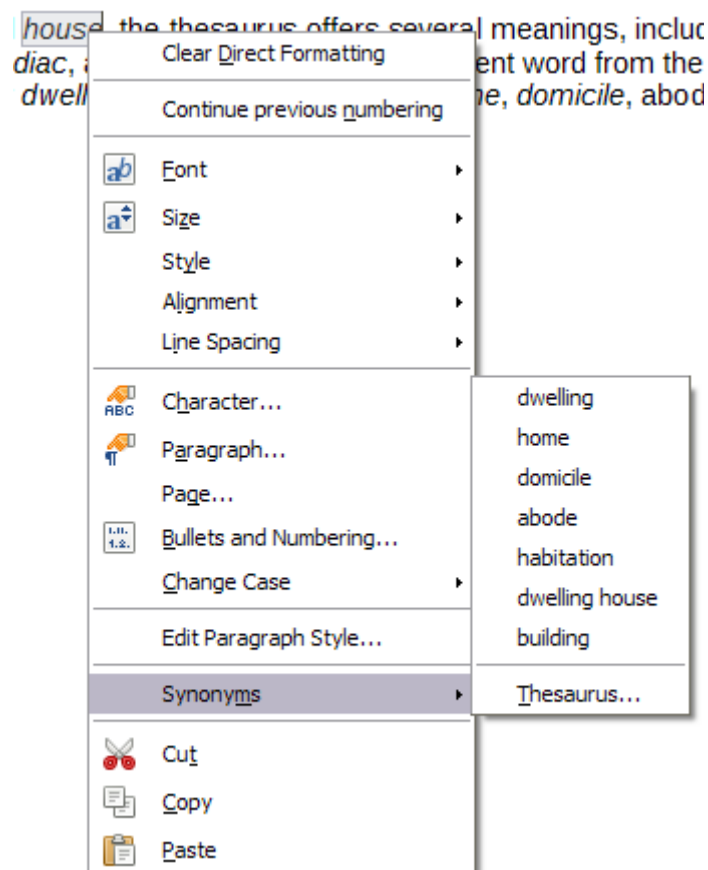 house, the thesaurus offers several meanings, includ
diac, ent word from the
dwell ne, domicile, abod
Clear Direct Formatting
Continue previous numbering
Font
Size
Style
Alignment
Line Spacing
ABC
Character...
Paragraph...
Page...
Bullets and Numbering...
Change Case
Edit Paragraph Style...
Synonyms
Cut
Copy
Paste
dwelling
home
domicile
abode
habitation
dwelling house
building
Thesaurus...